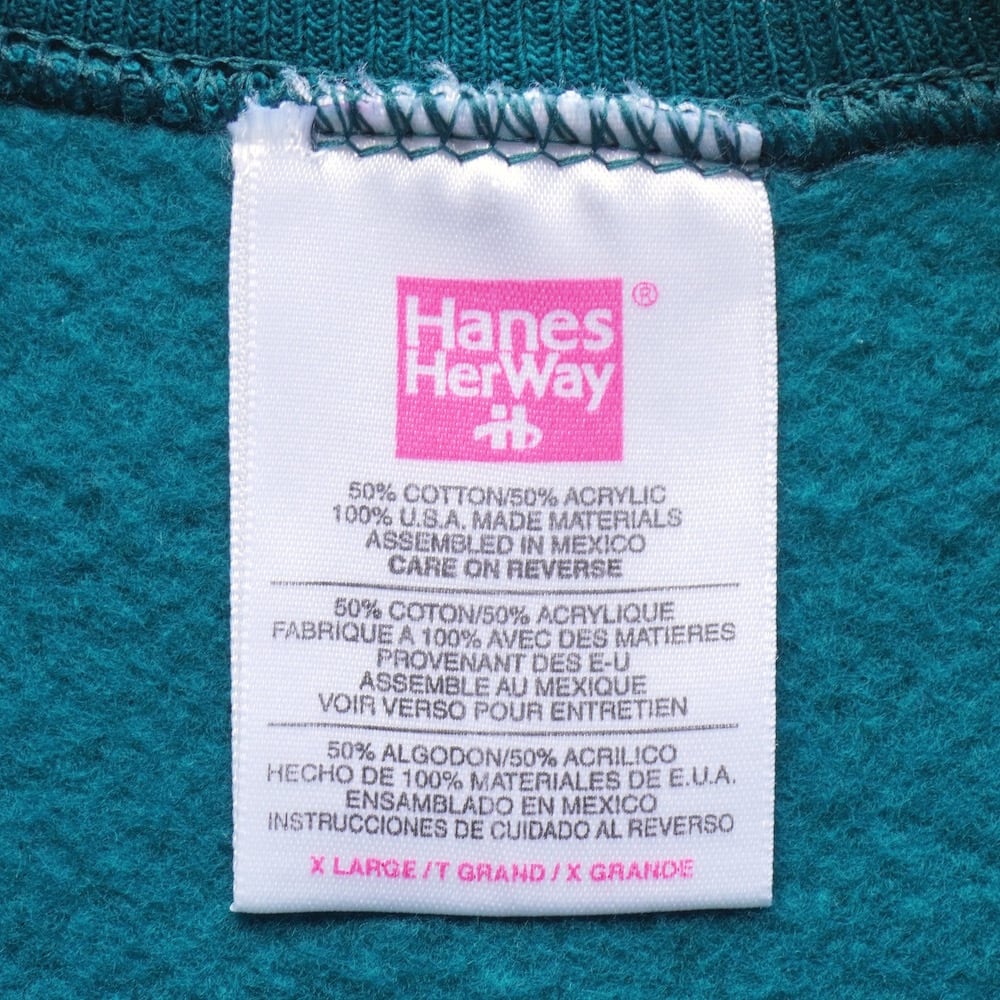 Hanes
HerWay
®
50% COTTON/50% ACRYLIC
100% U.S.A. MADE MATERIALS
ASSEMBLED IN MEXICO
CARE ON REVERSE
50% COTON/50% ACRYLIQUE
FABRIQUE A 100% AVEC DES MATIERES
PROVENANT DES E-U
ASSEMBLE AU MEXIQUE
VOIR VERSO POUR ENTRETIEN
50% ALGODON/50% ACRILICO
HECHO DE 100% MATERIALES DE E.U.A.
ENSAMBLADO EN MEXICO
INSTRUCCIONES DE CUIDADO AL REVERSO
X LARGE / T GRAND / X GRANDE